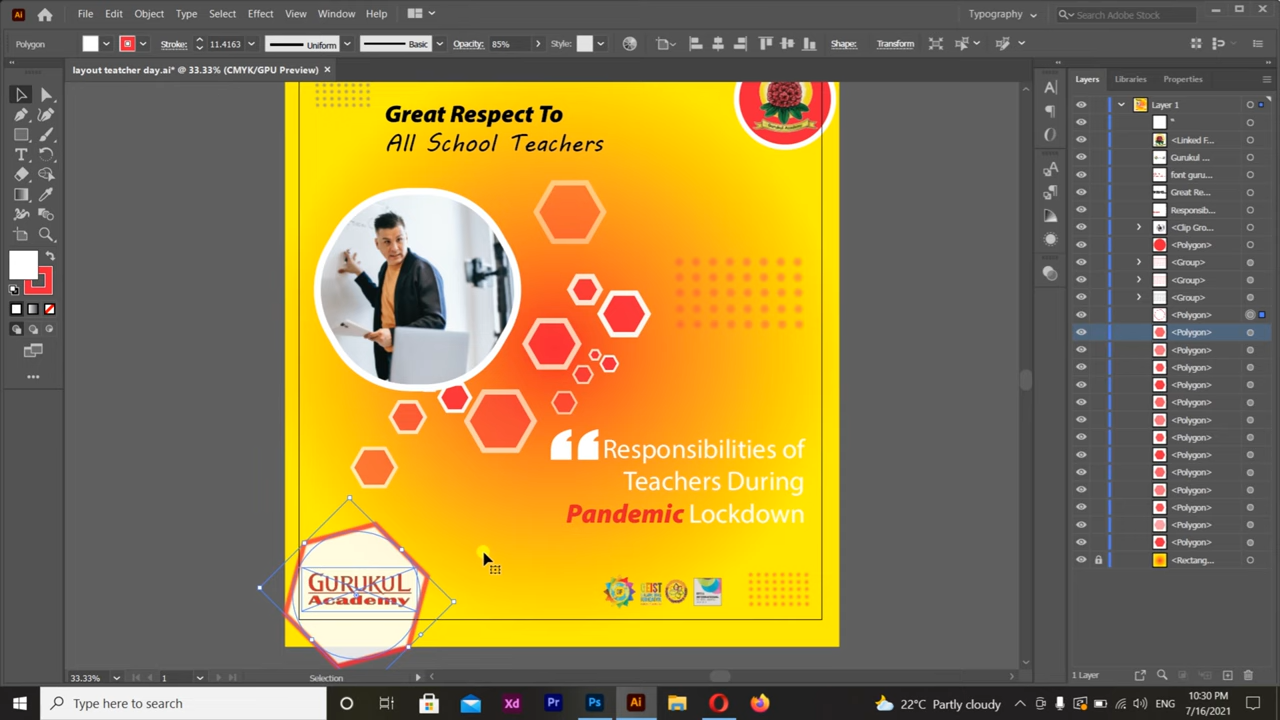 File Edit Object Type Select Effect View Window Help
Typography
Search Adobe Stock
Polygon
Stroke:
11.4163
Uniform
Basic
Opacity:
85%
Style:
Shape:
Transform
layout teatcher day.ai* @ 33.33% (CMYK/GPU Preview)
Layers Libraries Properties
Layer 1
"
<Linked F...
Gurukul ...
font guru...
Great Re...
Responsib...
<Clip Gro...
<Polygon>
<Group>
<Group>
<Group>
<Polygon>
<Polygon>
<Polygon>
<Polygon>
<Polygon>
<Polygon>
<Polygon>
<Polygon>
<Polygon>
<Polygon>
<Polygon>
<Polygon>
<Polygon>
<Polygon>
<Rectang...
Great Respect To
All School Teachers
Gurukul Academy
Responsibilities of
Teachers During
Pandemic Lockdown
GURUKUL
Academy
GEIST
33.33%
1
Selection
1 Layer
Type here to search
22°C Partly cloudy
ENG
10:30 PM
7/16/2021